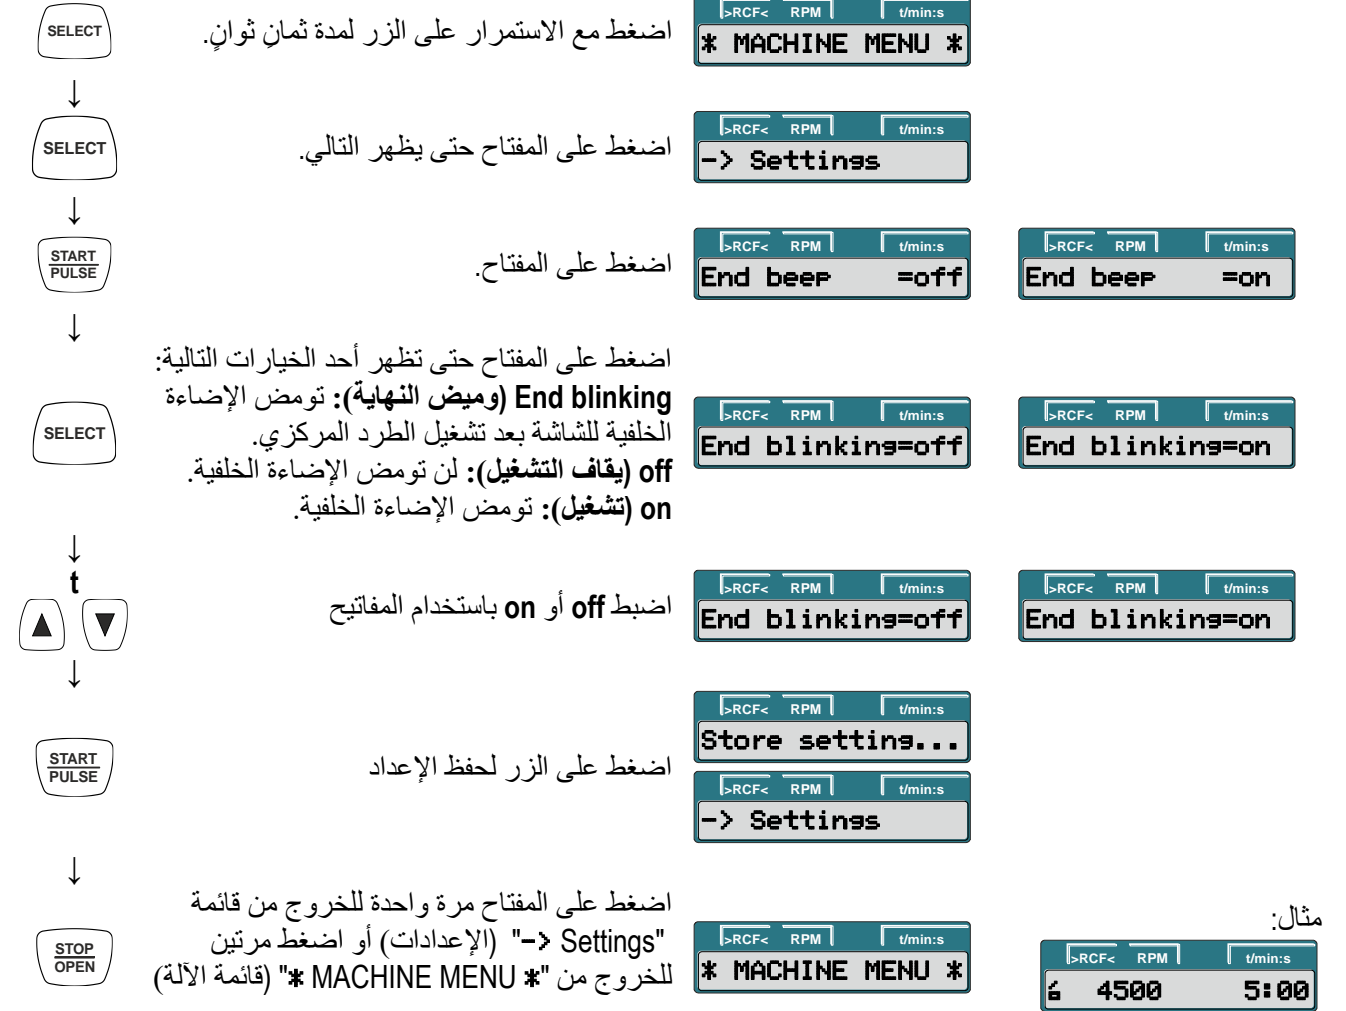 SELECT
اضغط مع الاستمرار على الزر لمدة ثمانِ ثوانٍ.
>RCF< RPM t/min:s
* MACHINE MENU *
↓
SELECT
اضغط على المفتاح حتى يظهر التالي.
>RCF< RPM t/min:s
-> Settings
↓
START
PULSE
اضغط على المفتاح.
>RCF< RPM t/min:s
End beep =off
>RCF< RPM t/min:s
End beep =on
↓
SELECT
اضغط على المفتاح حتى تظهر أحد الخيارات التالية:
End blinking (وميض النهاية): تومض الإضاءة
الخلفية للشاشة بعد تشغيل الطرد المركزي.
off (يقاف التشغيل): لن تومض الإضاءة الخلفية.
on (تشغيل): تومض الإضاءة الخلفية.
>RCF< RPM t/min:s
End blinking=off
>RCF< RPM t/min:s
End blinking=on
↓
t
▲ ▼
اضبط off أو on باستخدام المفاتيح
>RCF< RPM t/min:s
End blinking=off
>RCF< RPM t/min:s
End blinking=on
↓
START
PULSE
اضغط على الزر لحفظ الإعداد
>RCF< RPM t/min:s
Store setting...
>RCF< RPM t/min:s
-> Settings
↓
STOP
OPEN
اضغط على المفتاح مرة واحدة للخروج من قائمة
"-> Settings" (الإعدادات) أو اضغط مرتين
للخروج من "* MACHINE MENU *" (قائمة الآلة)
>RCF< RPM t/min:s
* MACHINE MENU *
مثال:
>RCF< RPM t/min:s
4500 5:00